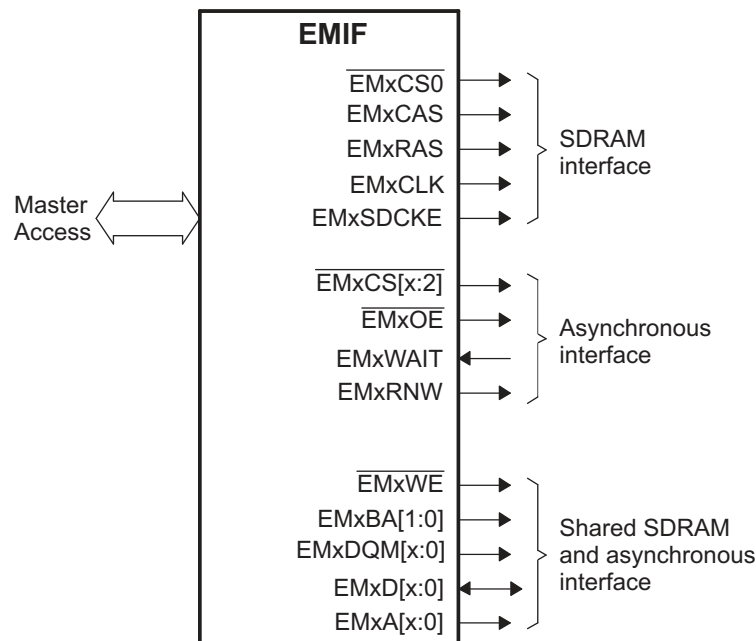 EMIF
EMxCS0
EMxCAS
EMxRAS
EMxCLK
EMxSDCKE
SDRAM
interface
Master
Access
EMxCS[x:2]
EMxOE
EMxWAIT
EMxRNW
Asynchronous
interface
EMxWE
EMxBA[1:0]
EMxDQM[x:0]
EMxD[x:0]
EMxA[x:0]
Shared SDRAM
and asynchronous
interface